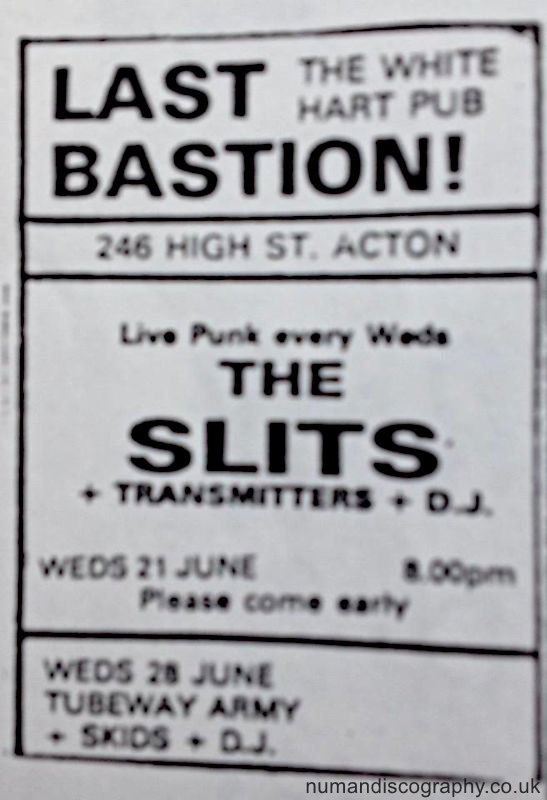 LAST
THE WHITE
HART PUB
BASTION!
246 HIGH ST. ACTON
Live Punk every Weds
THE
SLITS
+ TRANSMITTERS + D.J.
WEDS 21 JUNE 8.00pm
Please come early
WEDS 28 JUNE
TUBEWAY ARMY
+ SKIDS + D.J.
numandiscography.co.uk